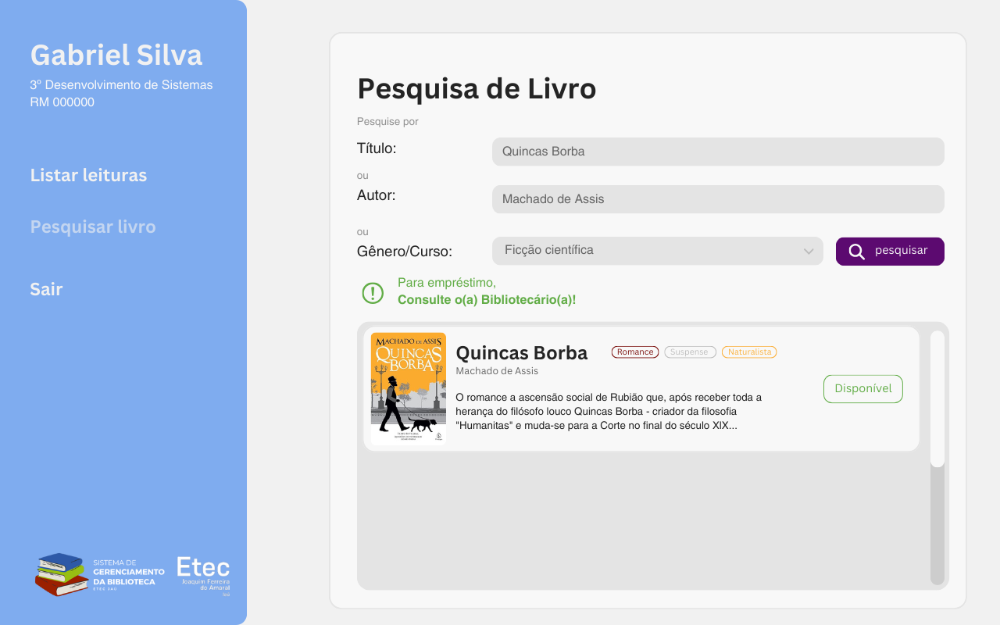 Gabriel Silva
3º Desenvolvimento de Sistemas
RM 000000
Listar leituras
Pesquisar livro
Sair
SISTEMA DE
GERENCIAMENTO
DA BIBLIOTECA
Etec
Joaquim Ferreira
do Amaral
Pesquisa de Livro
Pesquise por
Título:
Quincas Borba
ou
Autor:
Machado de Assis
ou
Gênero/Curso:
Ficção científica
pesquisar
Para empréstimo,
Consulte o(a) Bibliotecário(a)!
MACHADO DE ASSIS
QUINCAS
BORBA
Quincas Borba
Romance
Suspense
Naturalista
Machado de Assis
O romance a ascensão social de Rubião que, após receber toda a
herança do filósofo louco Quincas Borba - criador da filosofia
"Humanitas" e muda-se para a Corte no final do século XIX...
Disponível